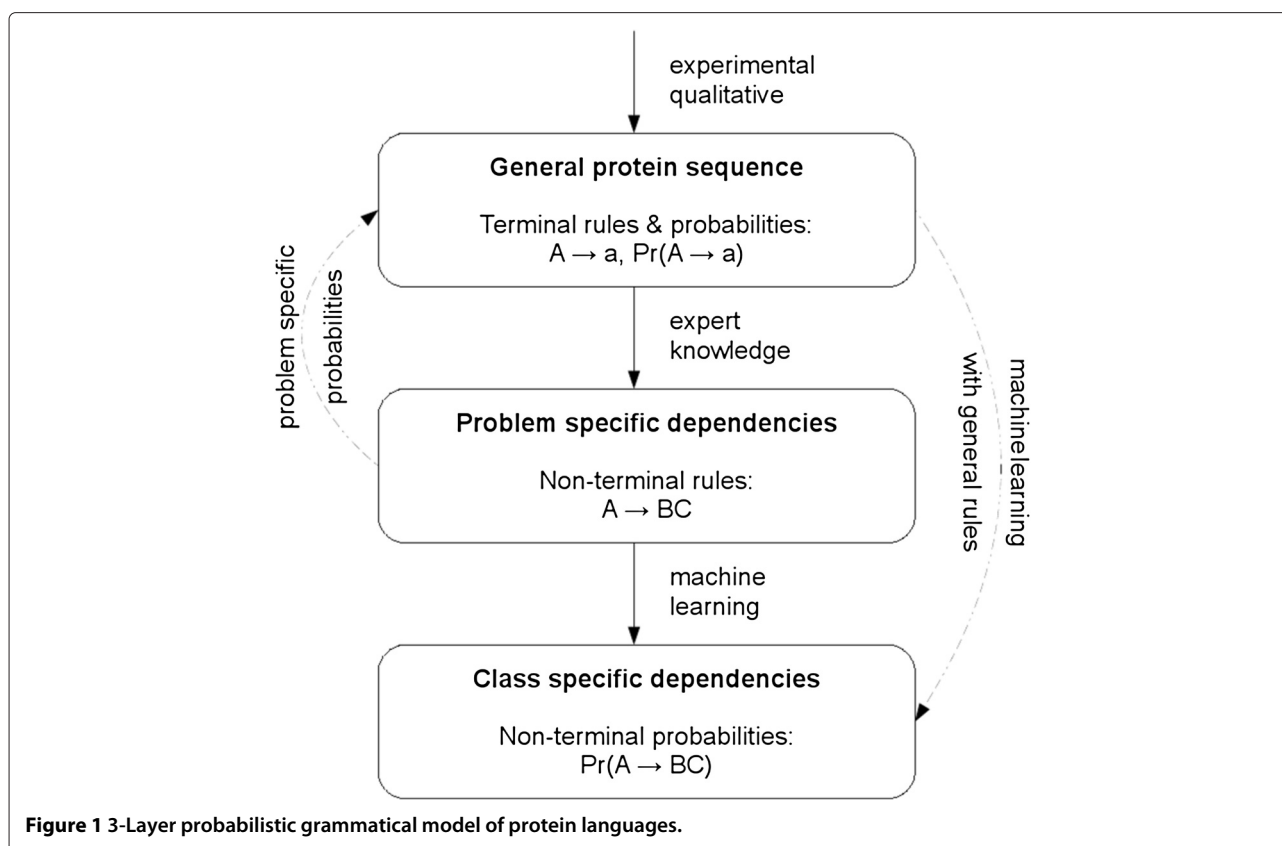 experimental
qualitative
General protein sequence
Terminal rules & probabilities:
A → a, Pr(A → a)
problem specific
probabilities
expert
knowledge
machine learning
with general rules
Problem specific dependencies
Non-terminal rules:
A → BC
machine
learning
Class specific dependencies
Non-terminal probabilities:
Pr(A → BC)
Figure 1 3-Layer probabilistic grammatical model of protein languages.